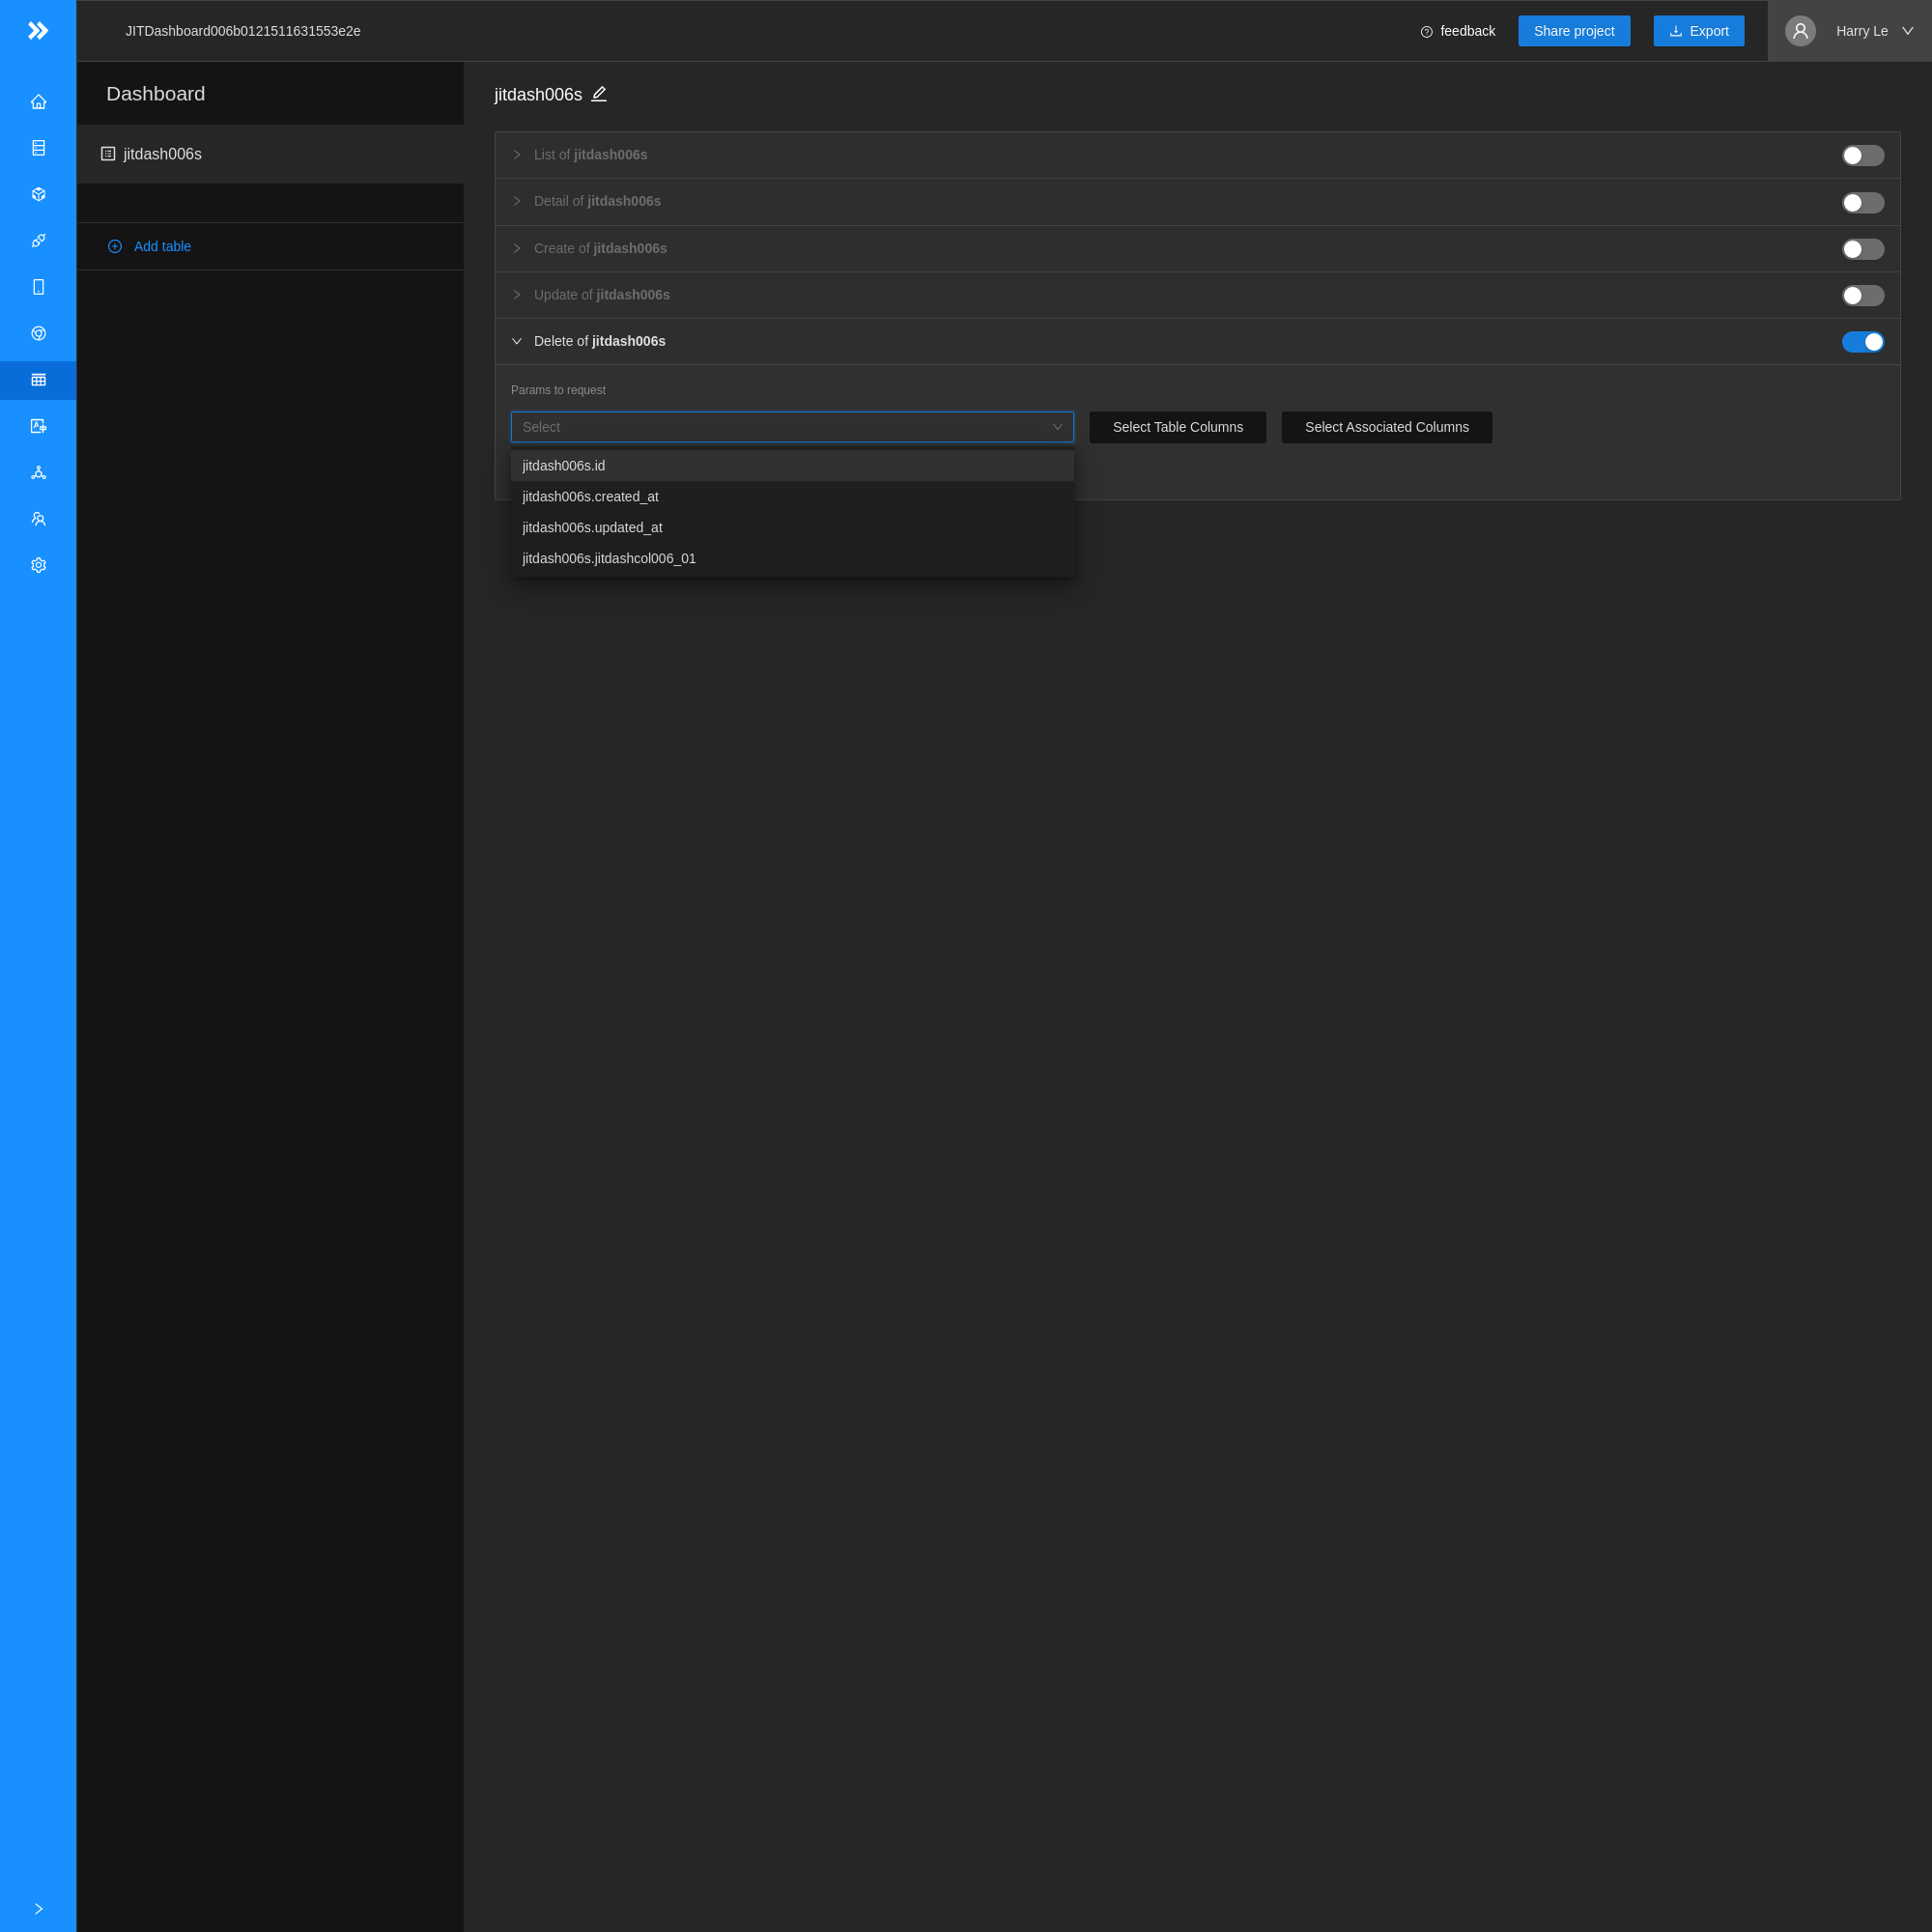 JITDashboard006b0121511631553e2e
feedback
Share project
Export
Harry Le
Dashboard
jitdash006s
Add table
jitdash006s
List of jitdash006s
Detail of jitdash006s
Create of jitdash006s
Update of jitdash006s
Delete of jitdash006s
Params to request
Select
Select Table Columns
Select Associated Columns
jitdash006s.id
jitdash006s.created_at
jitdash006s.updated_at
jitdash006s.jitdashcol006_01